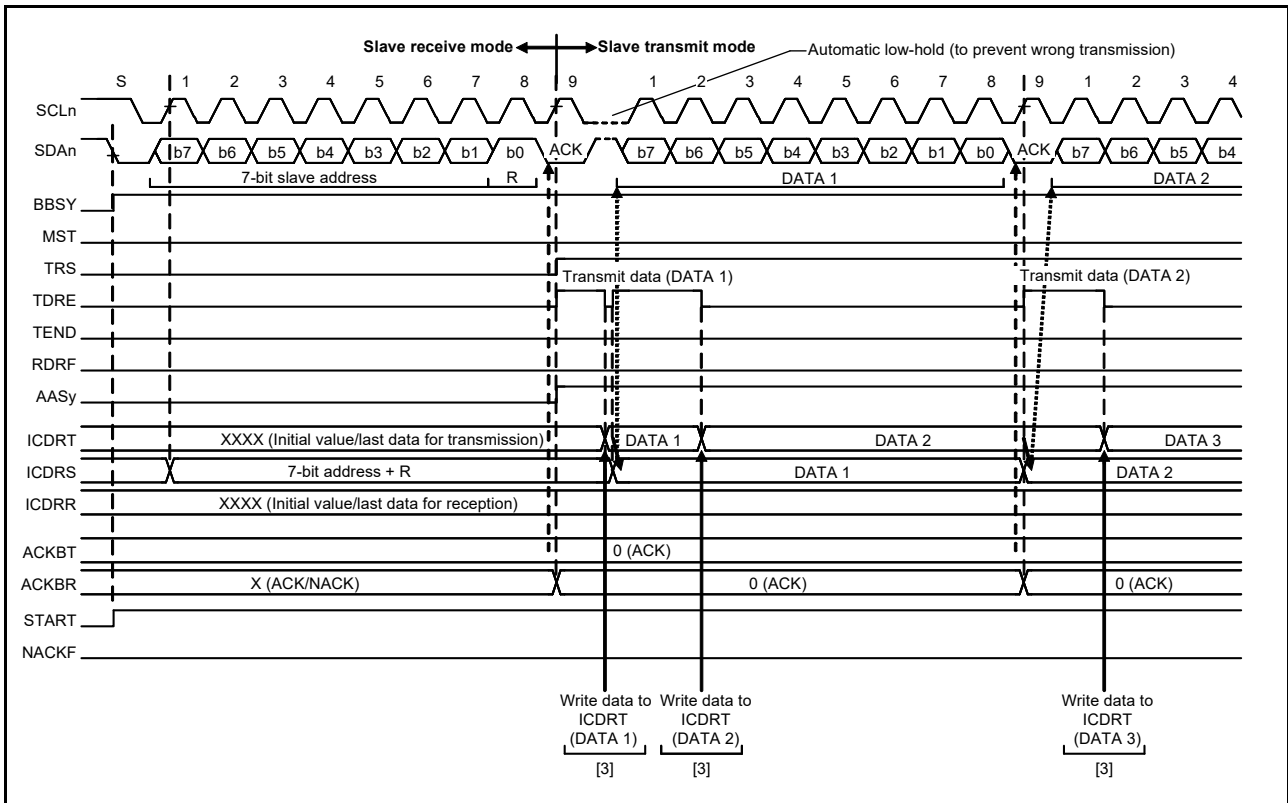 Slave receive mode Slave transmit mode
Automatic low-hold (to prevent wrong transmission)
S 1 2 3 4 5 6 7 8 9 1 2 3 4 5 6 7 8 9 1 2 3 4
SCLn
SDAn b7 b6 b5 b4 b3 b2 b1 b0 ACK b7 b6 b5 b4 b3 b2 b1 b0 ACK b7 b6 b5 b4
7-bit slave address R DATA 1 DATA 2
BBSY
MST
TRS
Transmit data (DATA 1) Transmit data (DATA 2)
TDRE
TEND
RDRF
AASy
ICDRT XXXX (Initial value/last data for transmission) DATA 1 DATA 2 DATA 3
ICDRS 7-bit address + R DATA 1 DATA 2
ICDRR XXXX (Initial value/last data for reception)
ACKBT 0 (ACK)
ACKBR X (ACK/NACK) 0 (ACK) 0 (ACK)
START
NACKF
Write data to Write data to Write data to
ICDRT ICDRT ICDRT
(DATA 1) (DATA 2) (DATA 3)
[3] [3] [3]